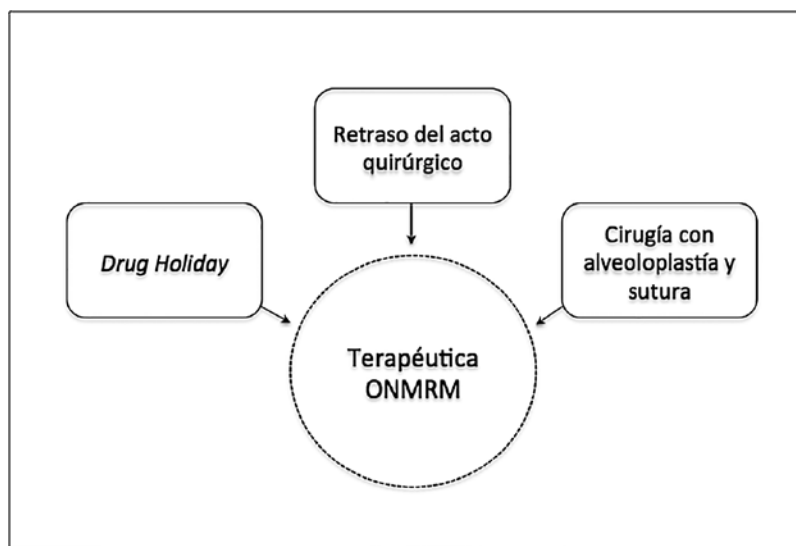 Retraso del acto
quirúrgico
Drug Holiday
Cirugía con
alveoloplastía y
sutura
Terapéutica
ONMRM